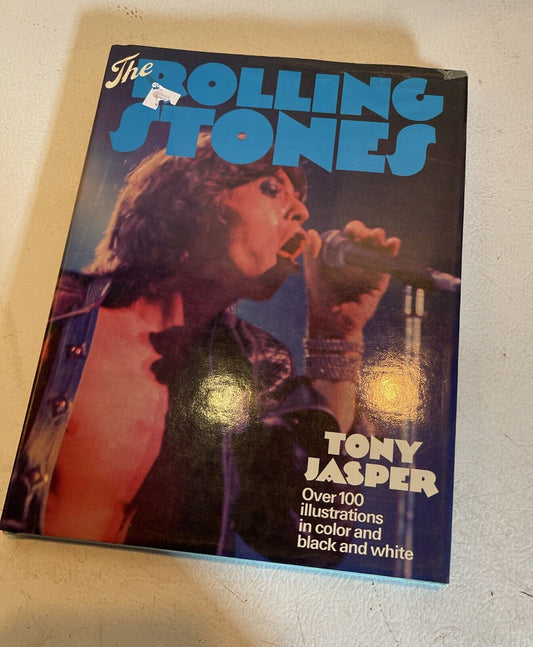 The ROLLING
STONES
TONY
JASPER
Over 100
illustrations
in color and
black and white